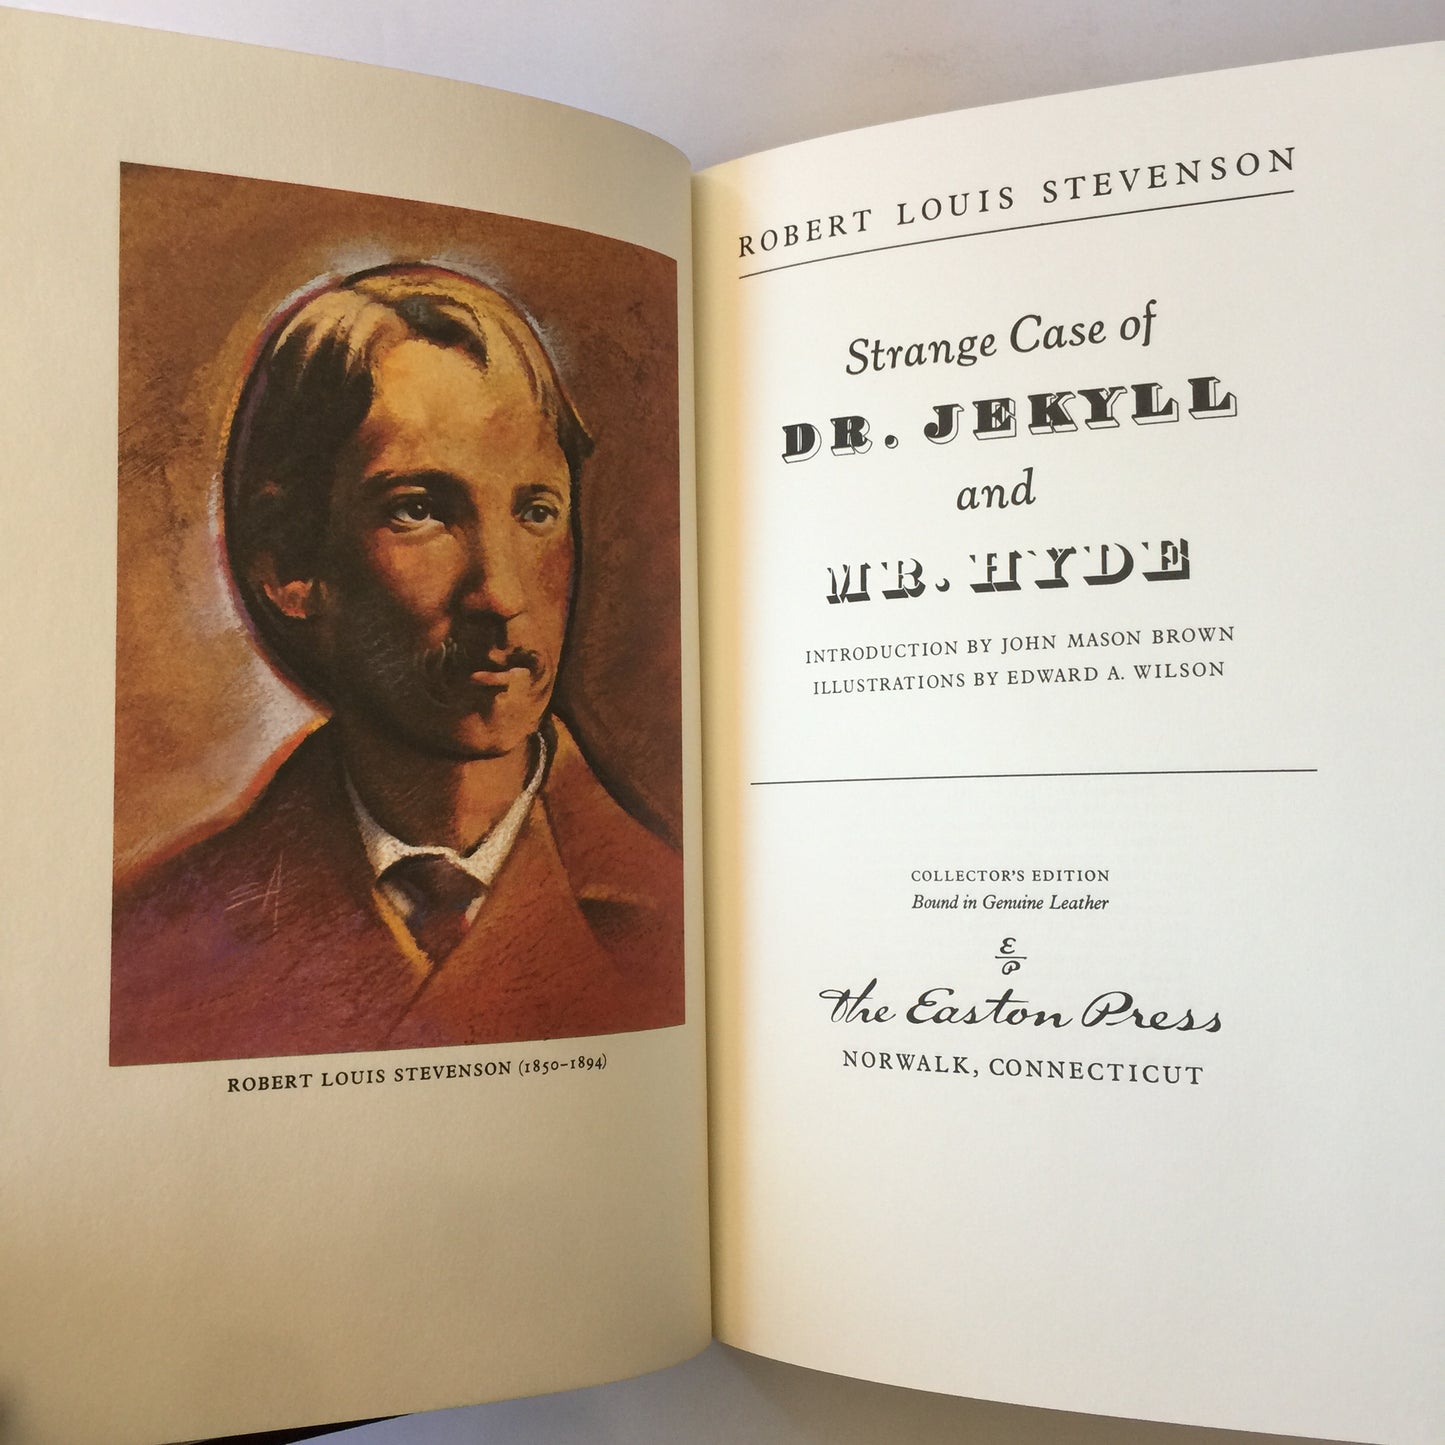 ROBERT LOUIS STEVENSON (1850–1894)
ROBERT LOUIS STEVENSON
Strange Case of
DR. JEKYLL
and
MR. HYDE
INTRODUCTION BY JOHN MASON BROWN
ILLUSTRATIONS BY EDWARD A. WILSON
COLLECTOR'S EDITION
Bound in Genuine Leather
E
P
The Easton Press
NORWALK, CONNECTICUT